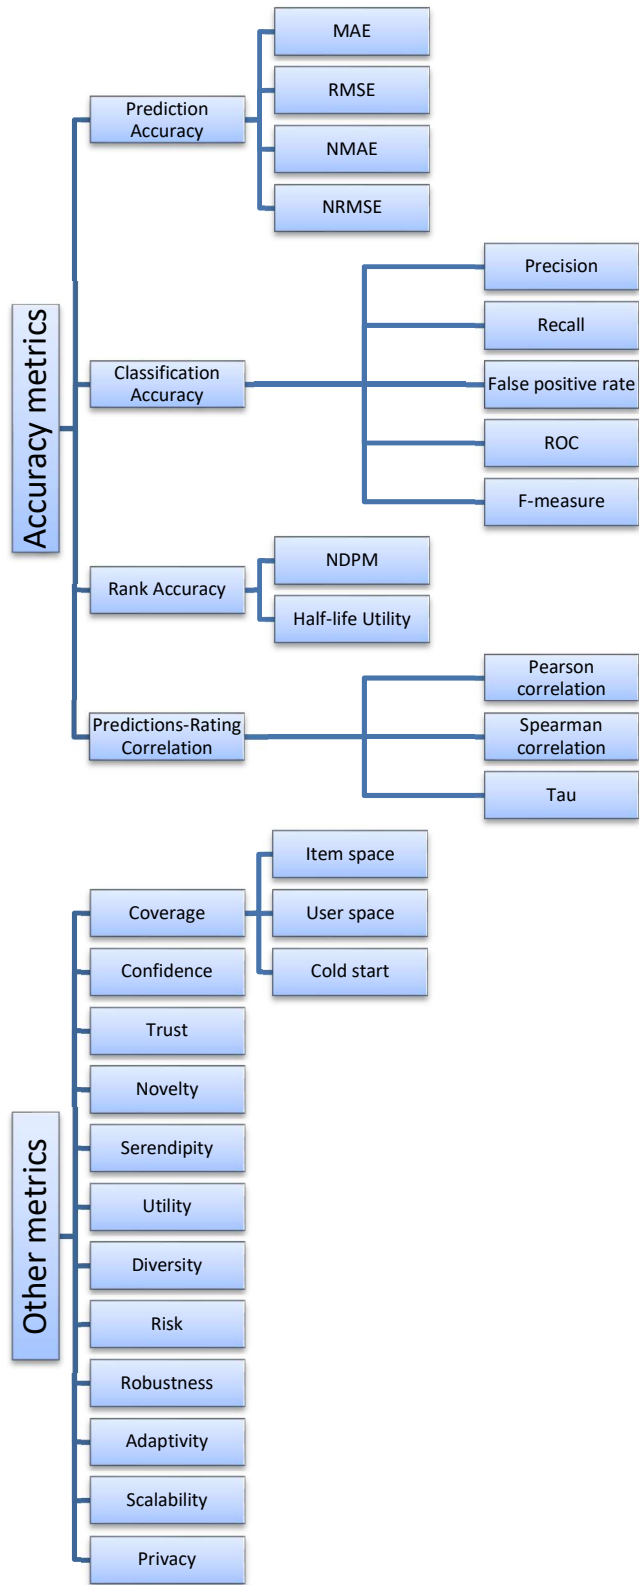 Accuracy metrics
Prediction
Accuracy
MAE
RMSE
NMAE
NRMSE
Classification
Accuracy
Precision
Recall
False positive rate
ROC
F-measure
Rank Accuracy
NDPM
Half-life Utility
Predictions-Rating
Correlation
Pearson
correlation
Spearman
correlation
Tau
Other metrics
Coverage
Item space
User space
Cold start
Confidence
Trust
Novelty
Serendipity
Utility
Diversity
Risk
Robustness
Adaptivity
Scalability
Privacy